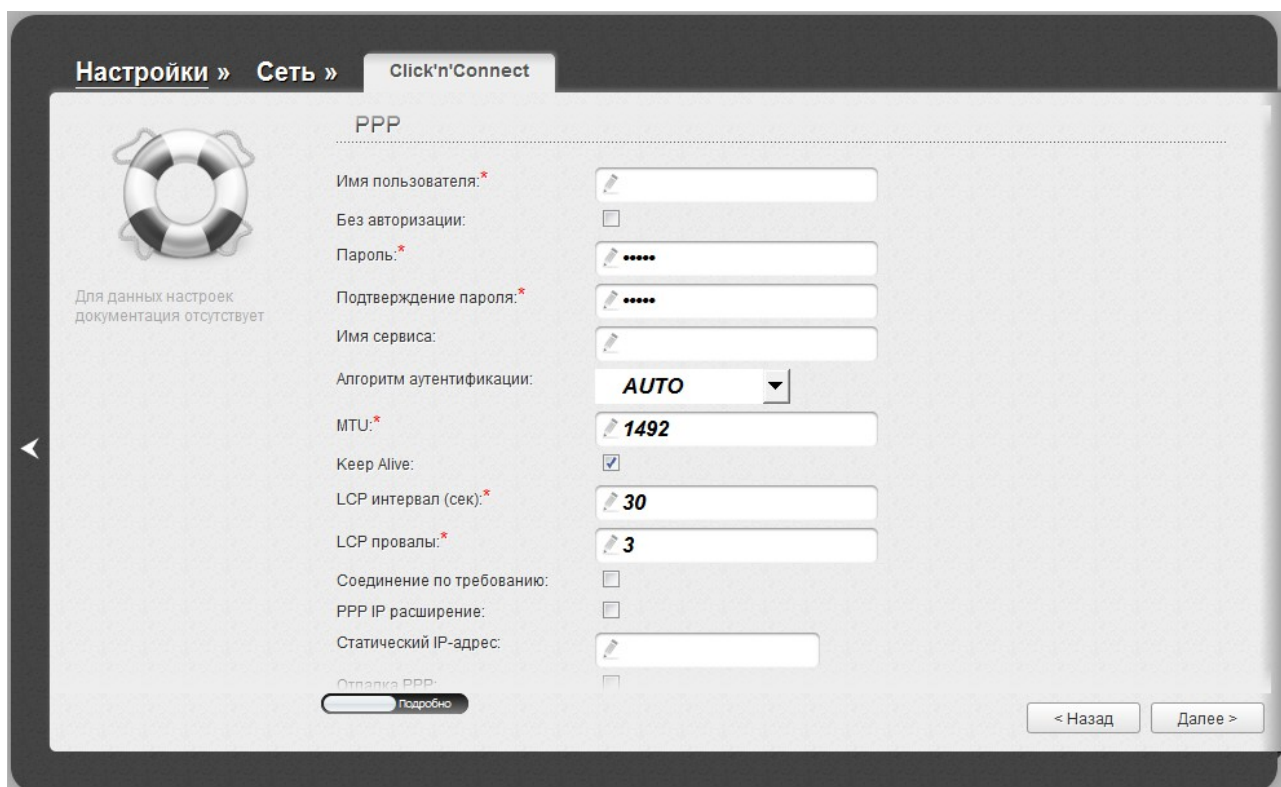 Настройки » Сеть » Click'n'Connect
PPP
Имя пользователя:*
Без авторизации:
Пароль:* •••••
Подтверждение пароля:* •••••
Для данных настроек
документация отсутствует
Имя сервиса:
Алгоритм аутентификации: AUTO
MTU:* 1492
Keep Alive:
LCP интервал (сек):* 30
LCP провалы:* 3
Соединение по требованию:
PPP IP расширение:
Статический IP-адрес:
Отладка PPP:
Подробно
< Назад Далее >